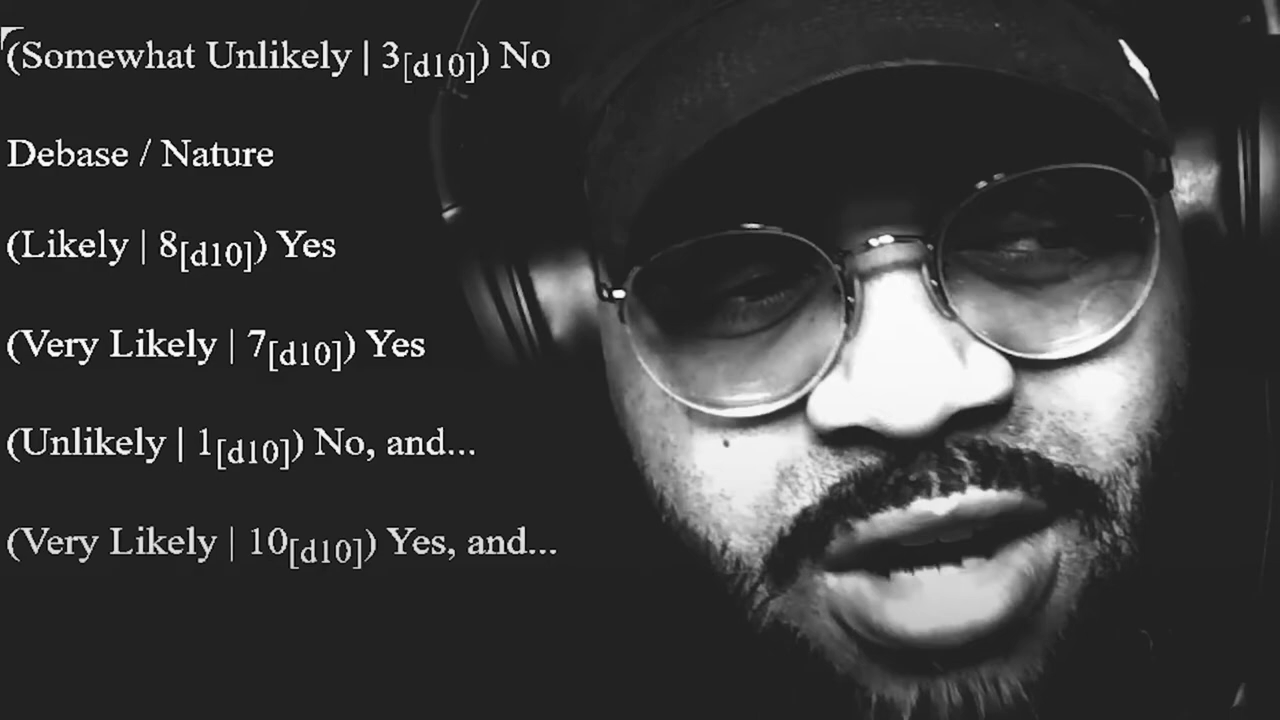 (Somewhat Unlikely | 3[d10]) No
Debase / Nature
(Likely | 8[d10]) Yes
(Very Likely | 7[d10]) Yes
(Unlikely | 1[d10]) No, and...
(Very Likely | 10[d10]) Yes, and...